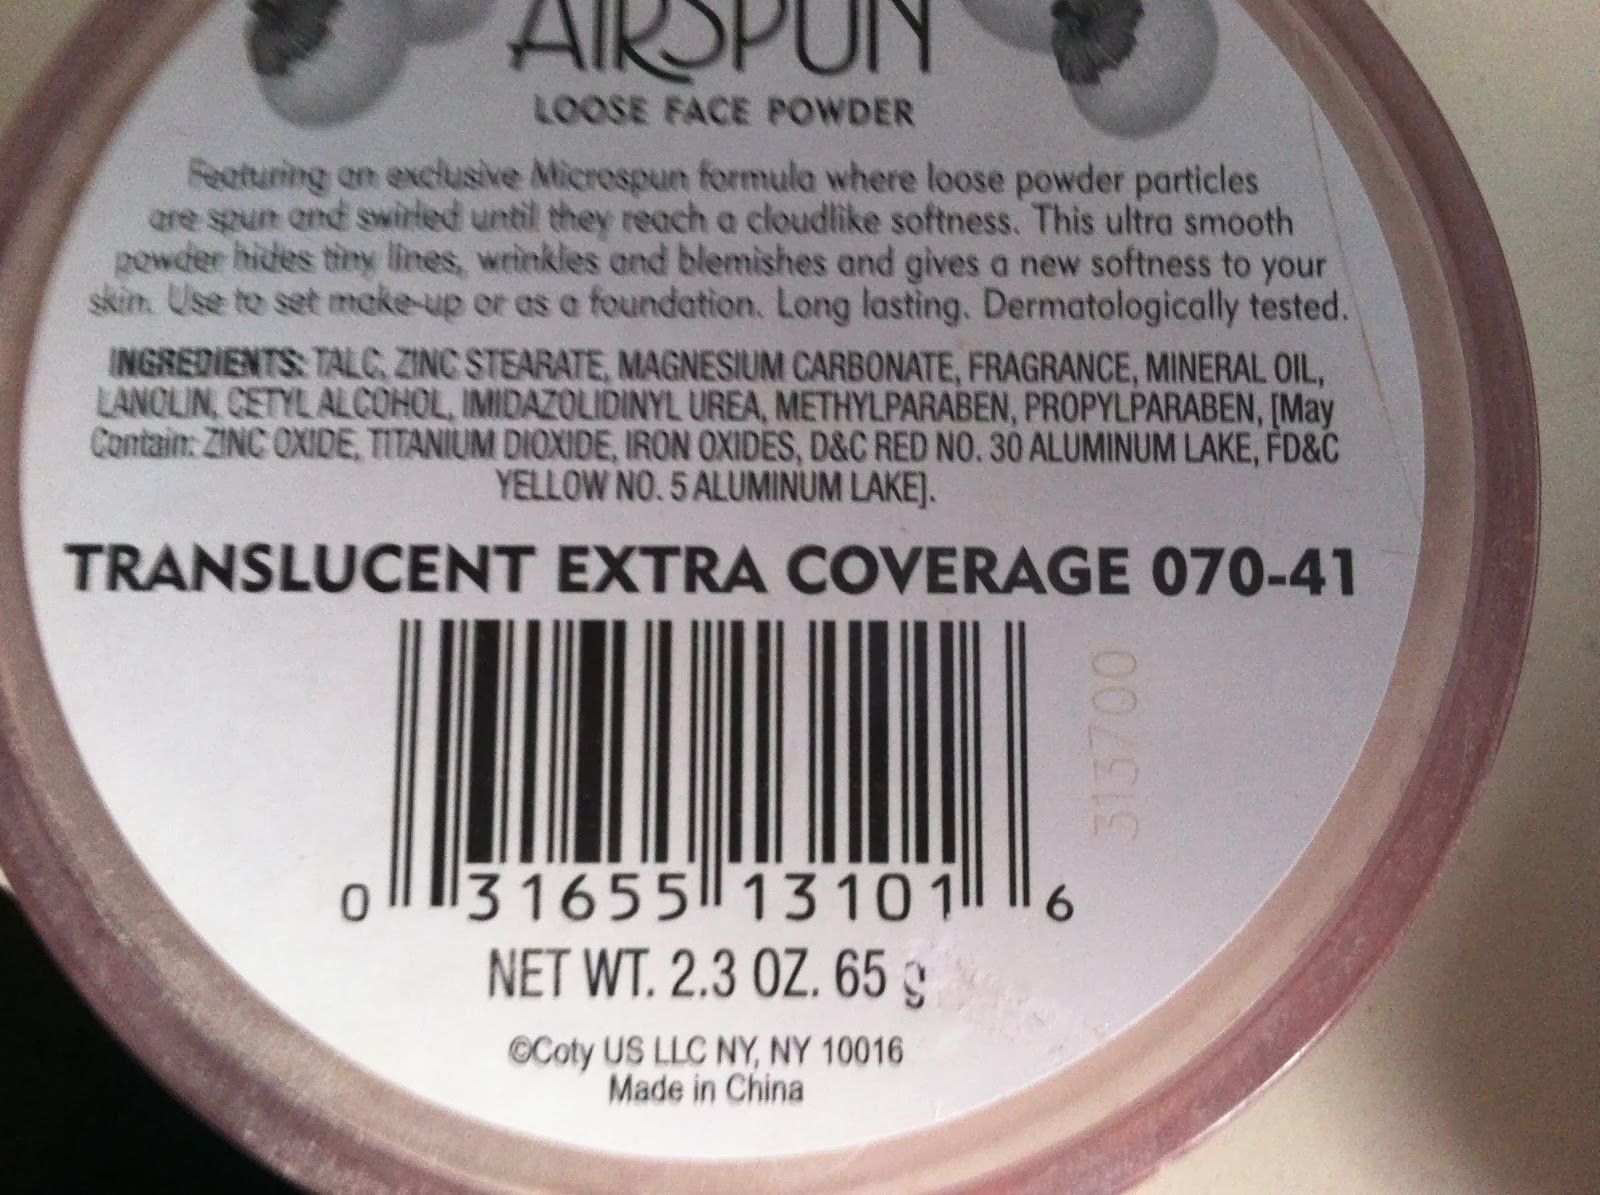 AIRSPUN
LOOSE FACE POWDER
Featuring an exclusive Microspun formula where loose powder particles
are spun and swirled until they reach a cloudlike softness. This ultra smooth
powder hides tiny lines, wrinkles and blemishes and gives a new softness to your
skin. Use to set make-up or as a foundation. Long lasting. Dermatologically tested.
INGREDIENTS: TALC, ZINC STEARATE, MAGNESIUM CARBONATE, FRAGRANCE, MINERAL OIL,
LANOLIN, CETYL ALCOHOL, IMIDAZOLIDINYL UREA, METHYLPARABEN, PROPYLPARABEN, [May
Contain: ZINC OXIDE, TITANIUM DIOXIDE, IRON OXIDES, D&C RED NO. 30 ALUMINUM LAKE, FD&C
YELLOW NO. 5 ALUMINUM LAKE].
TRANSLUCENT EXTRA COVERAGE 070-41
313700
0 31655 13101 6
NET WT. 2.3 OZ. 65 g
©Coty US LLC NY, NY 10016
Made in China